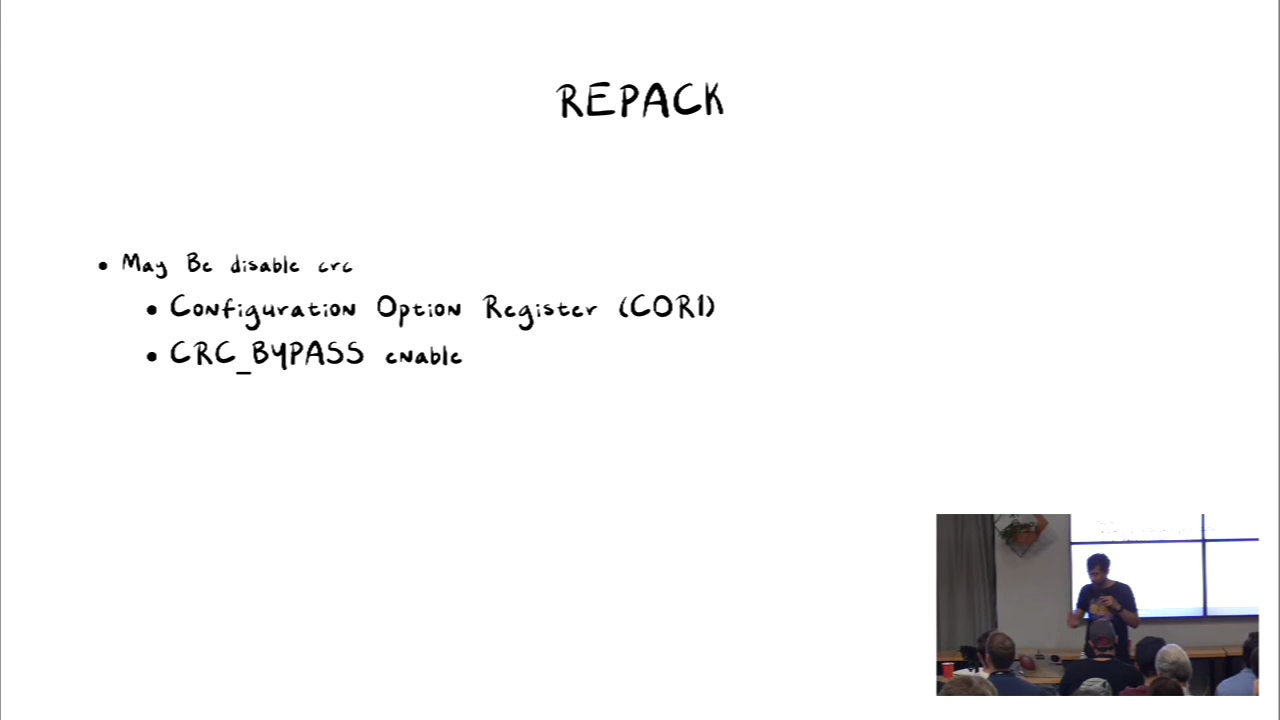 REPACK
• May Be disable crc
• Configuration Option Register (COR1)
• CRC_BYPASS enable